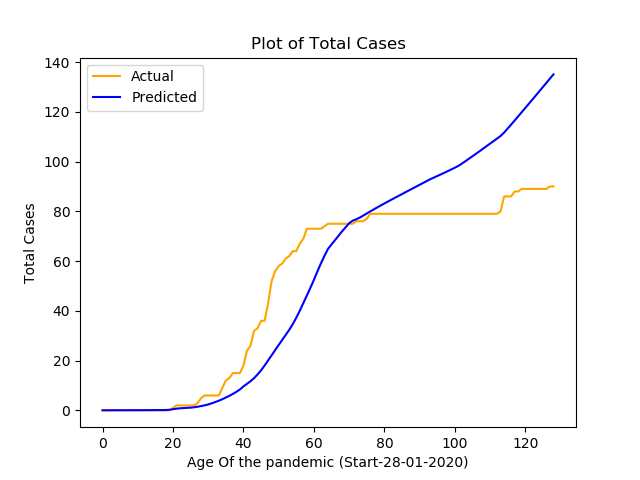 Plot of Total Cases
Actual
Predicted
Total Cases
140
120
100
80
60
40
20
0
0 20 40 60 80 100 120
Age Of the pandemic (Start-28-01-2020)